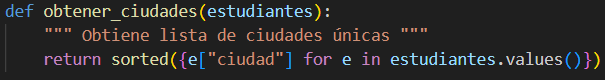 def obtener_ciudades(estudiantes):
    """ Obtiene lista de ciudades únicas """
    return sorted({e["ciudad"] for e in estudiantes.values()})